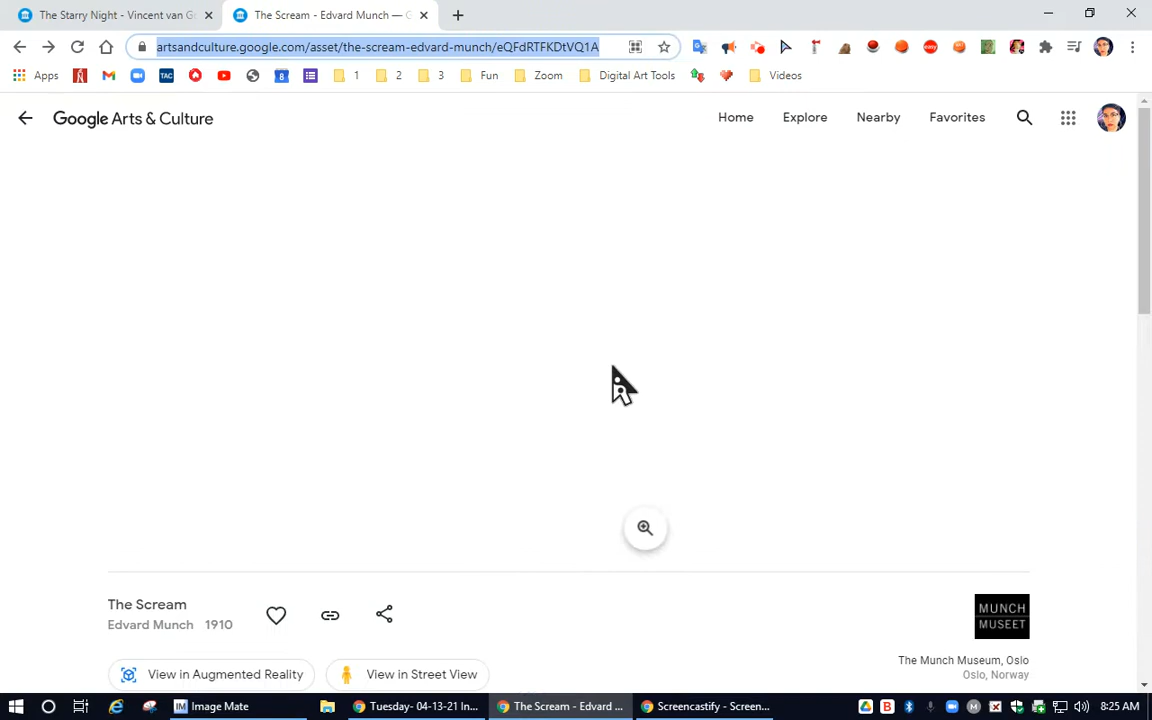 The Starry Night - Vincent van G
The Scream - Edvard Munch — G
artsandculture.google.com/asset/the-scream-edvard-munch/eQFdRTFKDtVQ1A
Apps
TAC
8
1
2
3
Fun
Zoom
Digital Art Tools
Videos
Google Arts & Culture
Home
Explore
Nearby
Favorites
The Scream
Edvard Munch 1910
MUNCH
MUSEET
View in Augmented Reality
View in Street View
The Munch Museum, Oslo
Oslo, Norway
IM
Image Mate
Tuesday- 04-13-21 In...
The Scream - Edvard ...
Screencastify - Screen...
8:25 AM